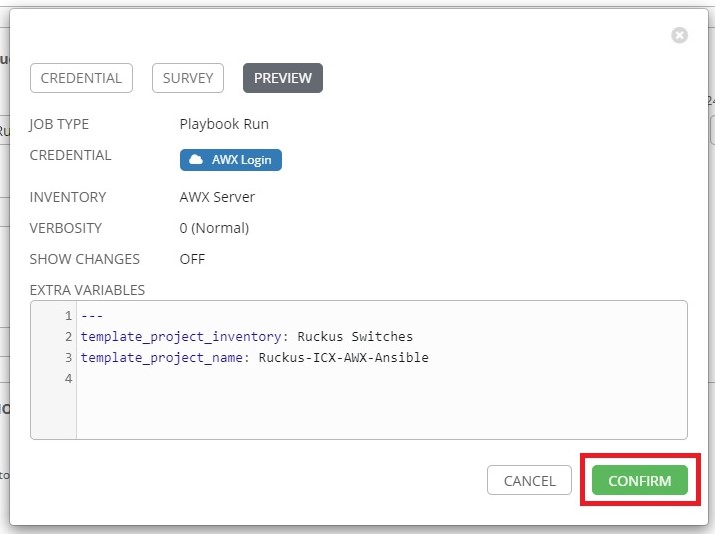 CREDENTIAL SURVEY PREVIEW
JOB TYPE Playbook Run
CREDENTIAL AWX Login
INVENTORY AWX Server
VERBOSITY 0 (Normal)
SHOW CHANGES OFF
EXTRA VARIABLES
1 ---
2 template_project_inventory: Ruckus Switches
3 template_project_name: Ruckus-ICX-AWX-Ansible
4
CANCEL CONFIRM